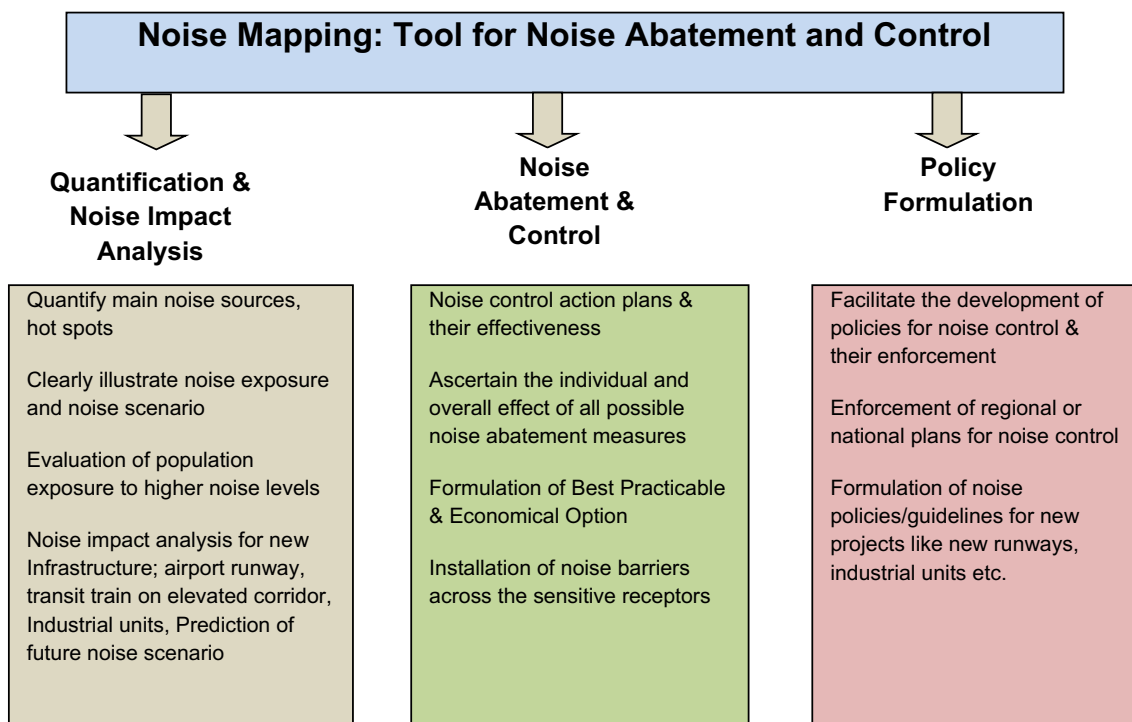 Noise Mapping: Tool for Noise Abatement and Control
Quantification &
Noise Impact
Analysis
Quantify main noise sources,
hot spots
Clearly illustrate noise exposure
and noise scenario
Evaluation of population
exposure to higher noise levels
Noise impact analysis for new
Infrastructure; airport runway,
transit train on elevated corridor,
Industrial units, Prediction of
future noise scenario
Noise
Abatement &
Control
Noise control action plans &
their effectiveness
Ascertain the individual and
overall effect of all possible
noise abatement measures
Formulation of Best Practicable
& Economical Option
Installation of noise barriers
across the sensitive receptors
Policy
Formulation
Facilitate the development of
policies for noise control &
their enforcement
Enforcement of regional or
national plans for noise control
Formulation of noise
policies/guidelines for new
projects like new runways,
industrial units etc.